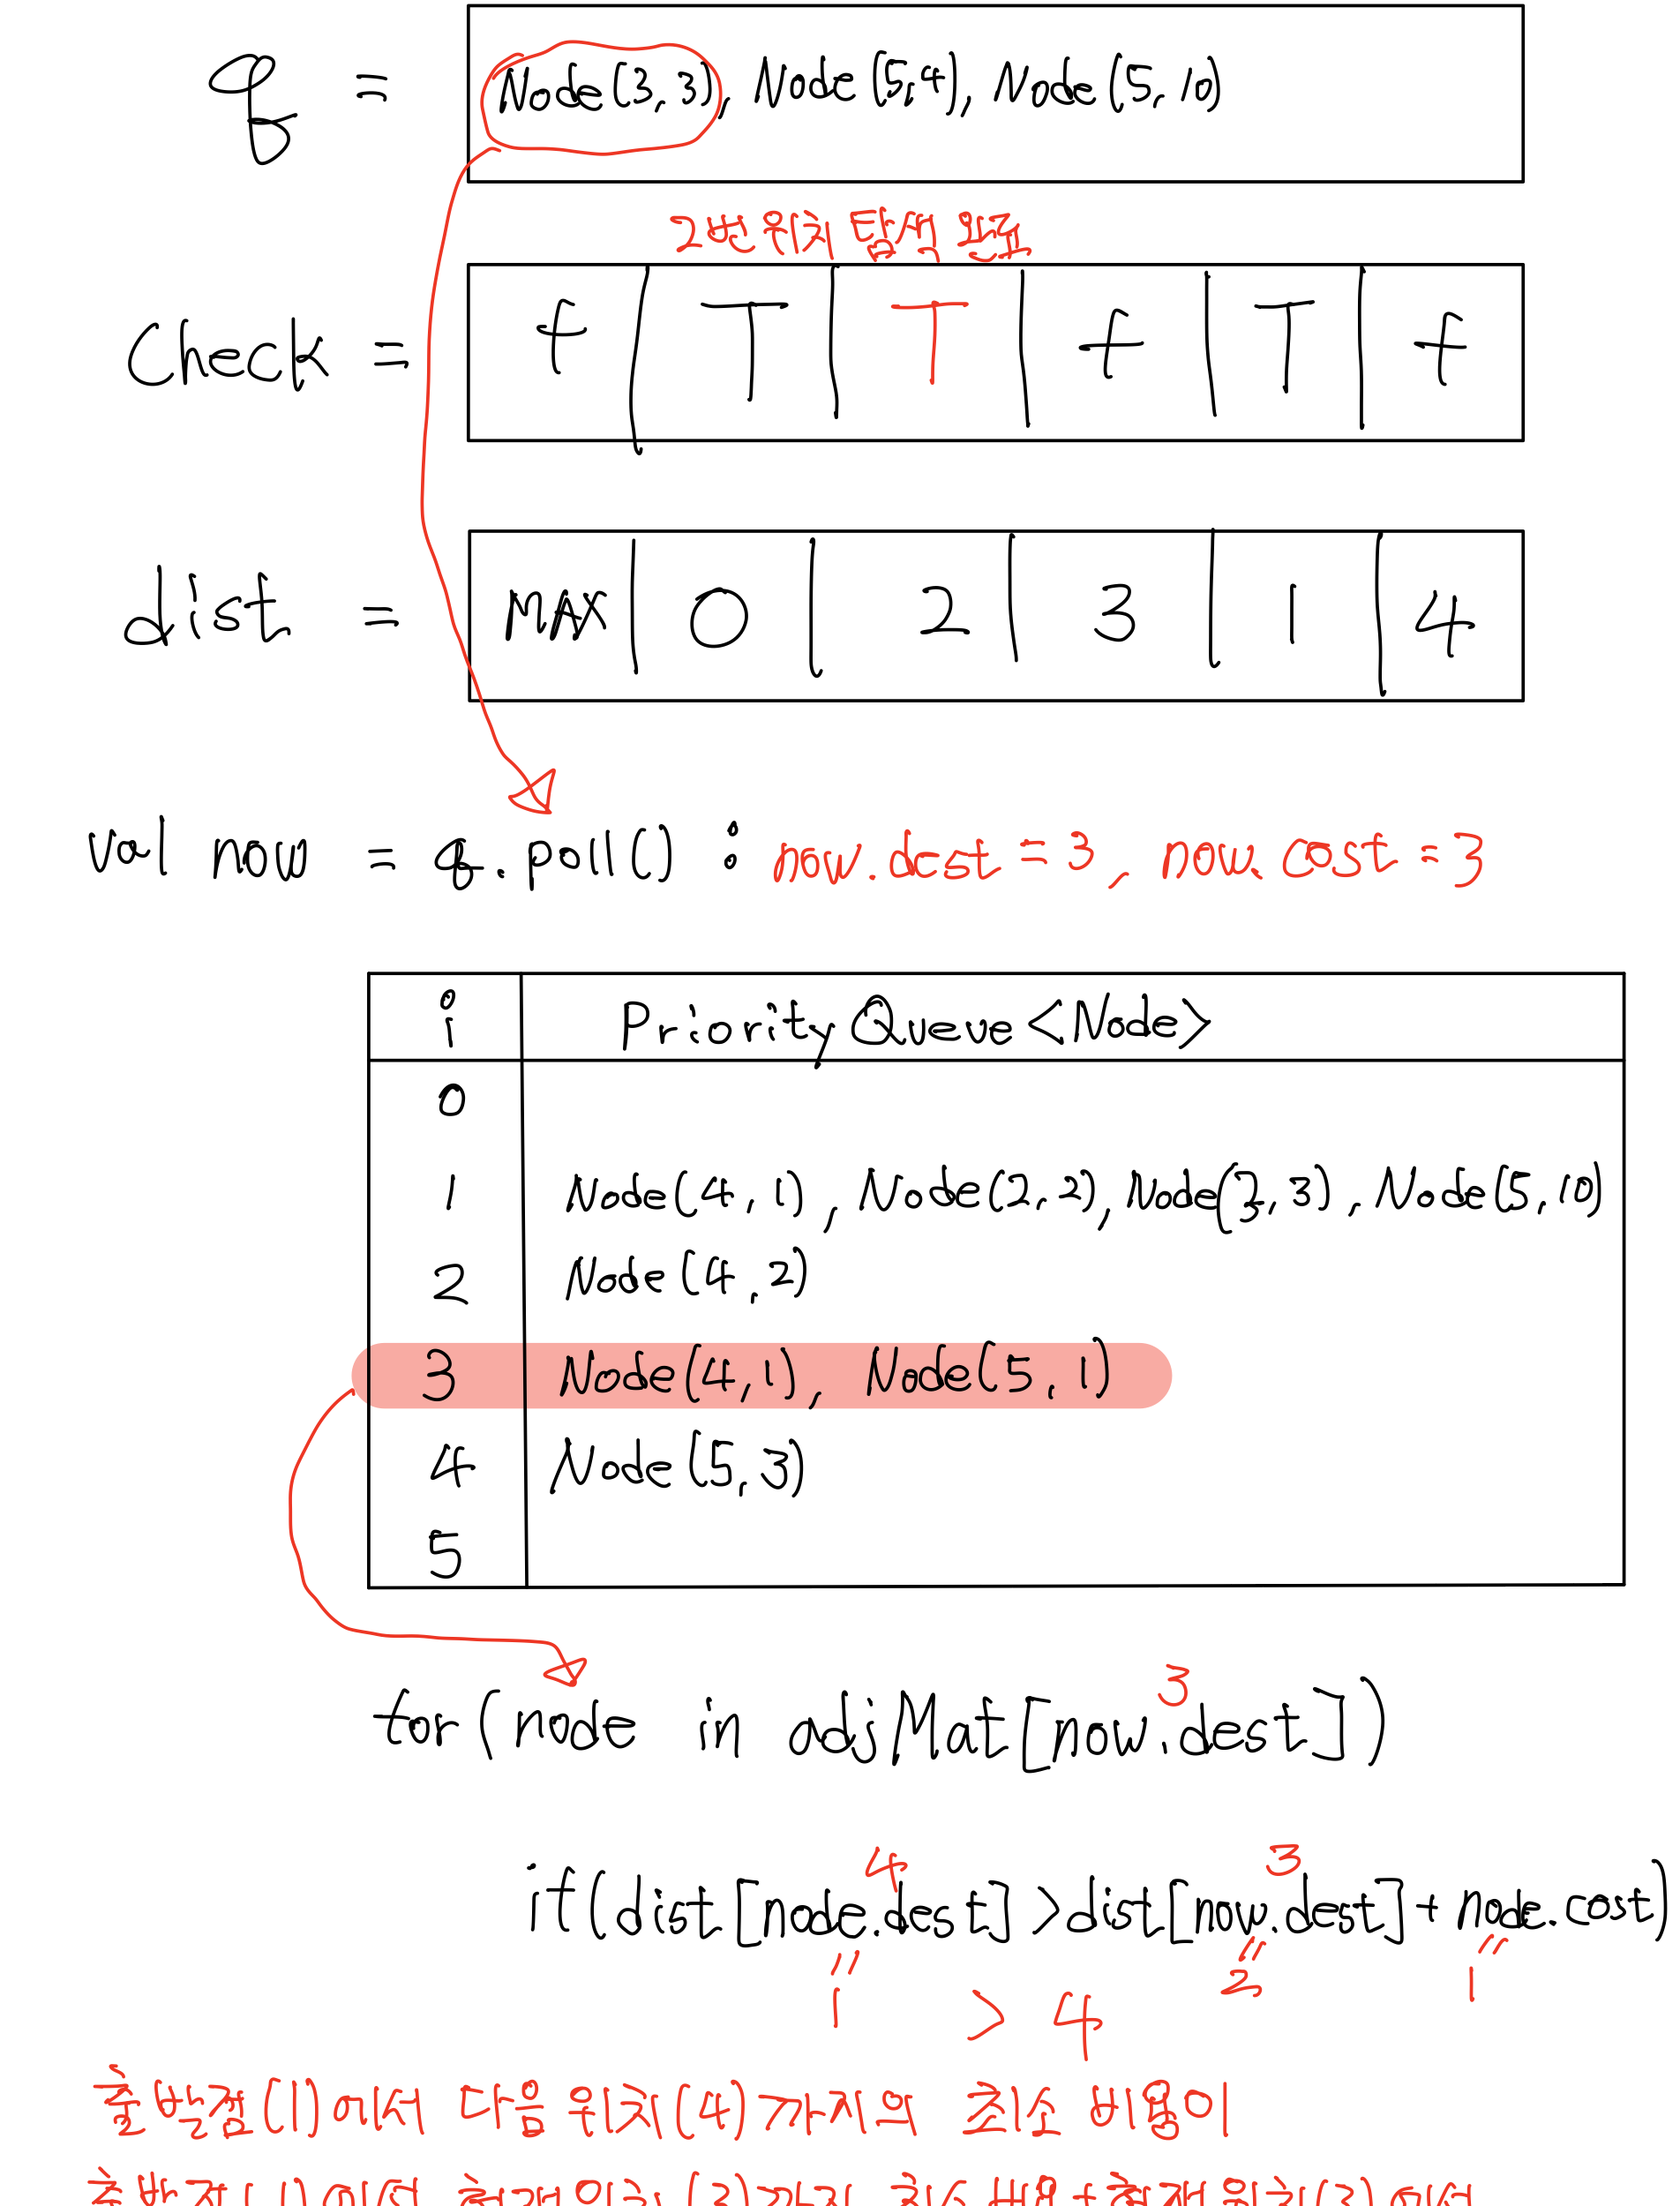 q = Node(3,3), Node(5,4), Node(5,10)
2번 위치 탐색 완료
check = f T T f T f
dist = MAX 0 2 3 1 4
val now = q.poll() : now.dest = 3, now.cost = 3
i PriorityQueue<Node>
0
1 Node(4,1), Node(2,2), Node(3,3), Node(5,10)
2 Node(4,2)
3 Node(4,1), Node(5,1)
4 Node(5,3)
5
3
for(node in adjMat[now.dest])
4 3
if(dist[node.dest] > dist[now.dest] + node.cost)
" " "
1 > 4 2 1
출발점(1)에서 다음 위치(4)까지의 최소 비용이